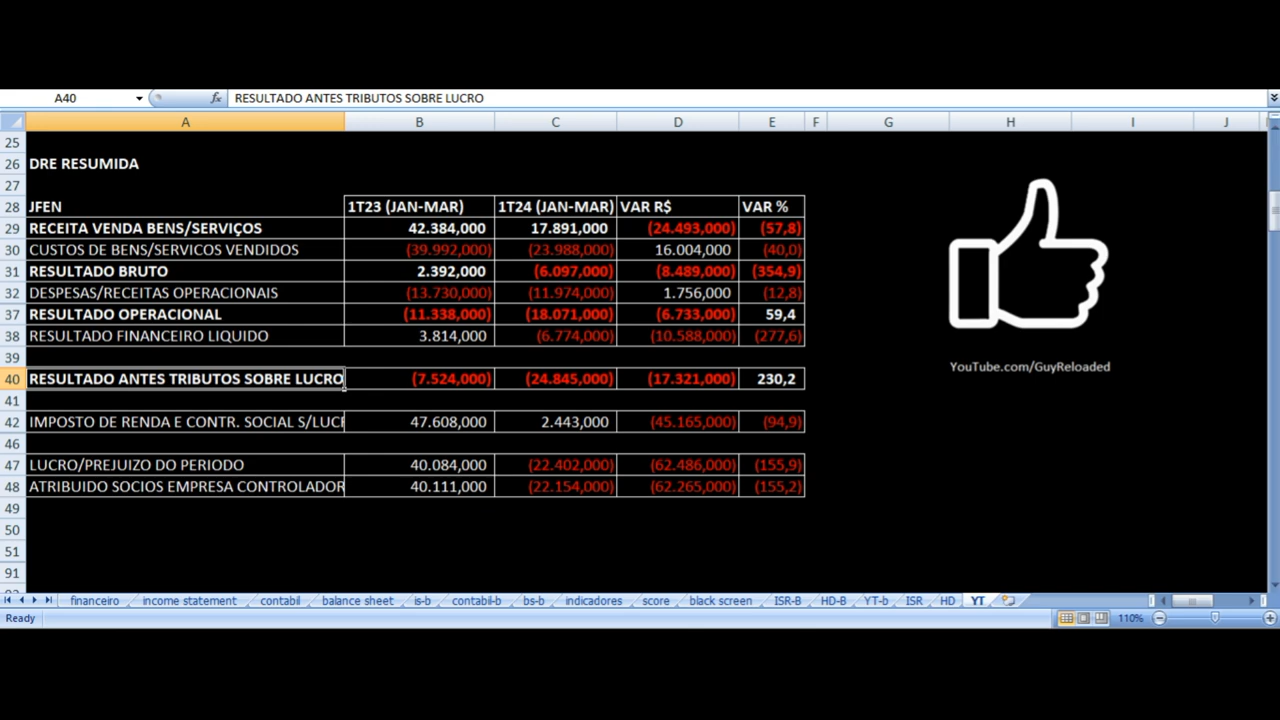 A40 fx RESULTADO ANTES TRIBUTOS SOBRE LUCRO
A B C D E F G H I J
25
26 DRE RESUMIDA
27
28 JFEN 1T23 (JAN-MAR) 1T24 (JAN-MAR) VAR R$ VAR %
29 RECEITA VENDA BENS/SERVIÇOS 42.384,000 17.891,000 (24.493,000) (57,8)
30 CUSTOS DE BENS/SERVICOS VENDIDOS (39.992,000) (23.988,000) 16.004,000 (40,0)
31 RESULTADO BRUTO 2.392,000 (6.097,000) (8.489,000) (354,9)
32 DESPESAS/RECEITAS OPERACIONAIS (13.730,000) (11.974,000) 1.756,000 (12,8)
37 RESULTADO OPERACIONAL (11.338,000) (18.071,000) (6.733,000) 59,4
38 RESULTADO FINANCEIRO LIQUIDO 3.814,000 (6.774,000) (10.588,000) (277,6)
39
40 RESULTADO ANTES TRIBUTOS SOBRE LUCRO (7.524,000) (24.845,000) (17.321,000) 230,2
YouTube.com/GuyReloaded
41
42 IMPOSTO DE RENDA E CONTR. SOCIAL S/LUCR 47.608,000 2.443,000 (45.165,000) (94,9)
46
47 LUCRO/PREJUIZO DO PERIODO 40.084,000 (22.402,000) (62.486,000) (155,9)
48 ATRIBUIDO SOCIOS EMPRESA CONTROLADOR 40.111,000 (22.154,000) (62.265,000) (155,2)
49
50
51
91
financeiro income statement contabil balance sheet is-b contabil-b bs-b indicadores score black screen ISR-B HD-B YT-b ISR HD YT
Ready 110%